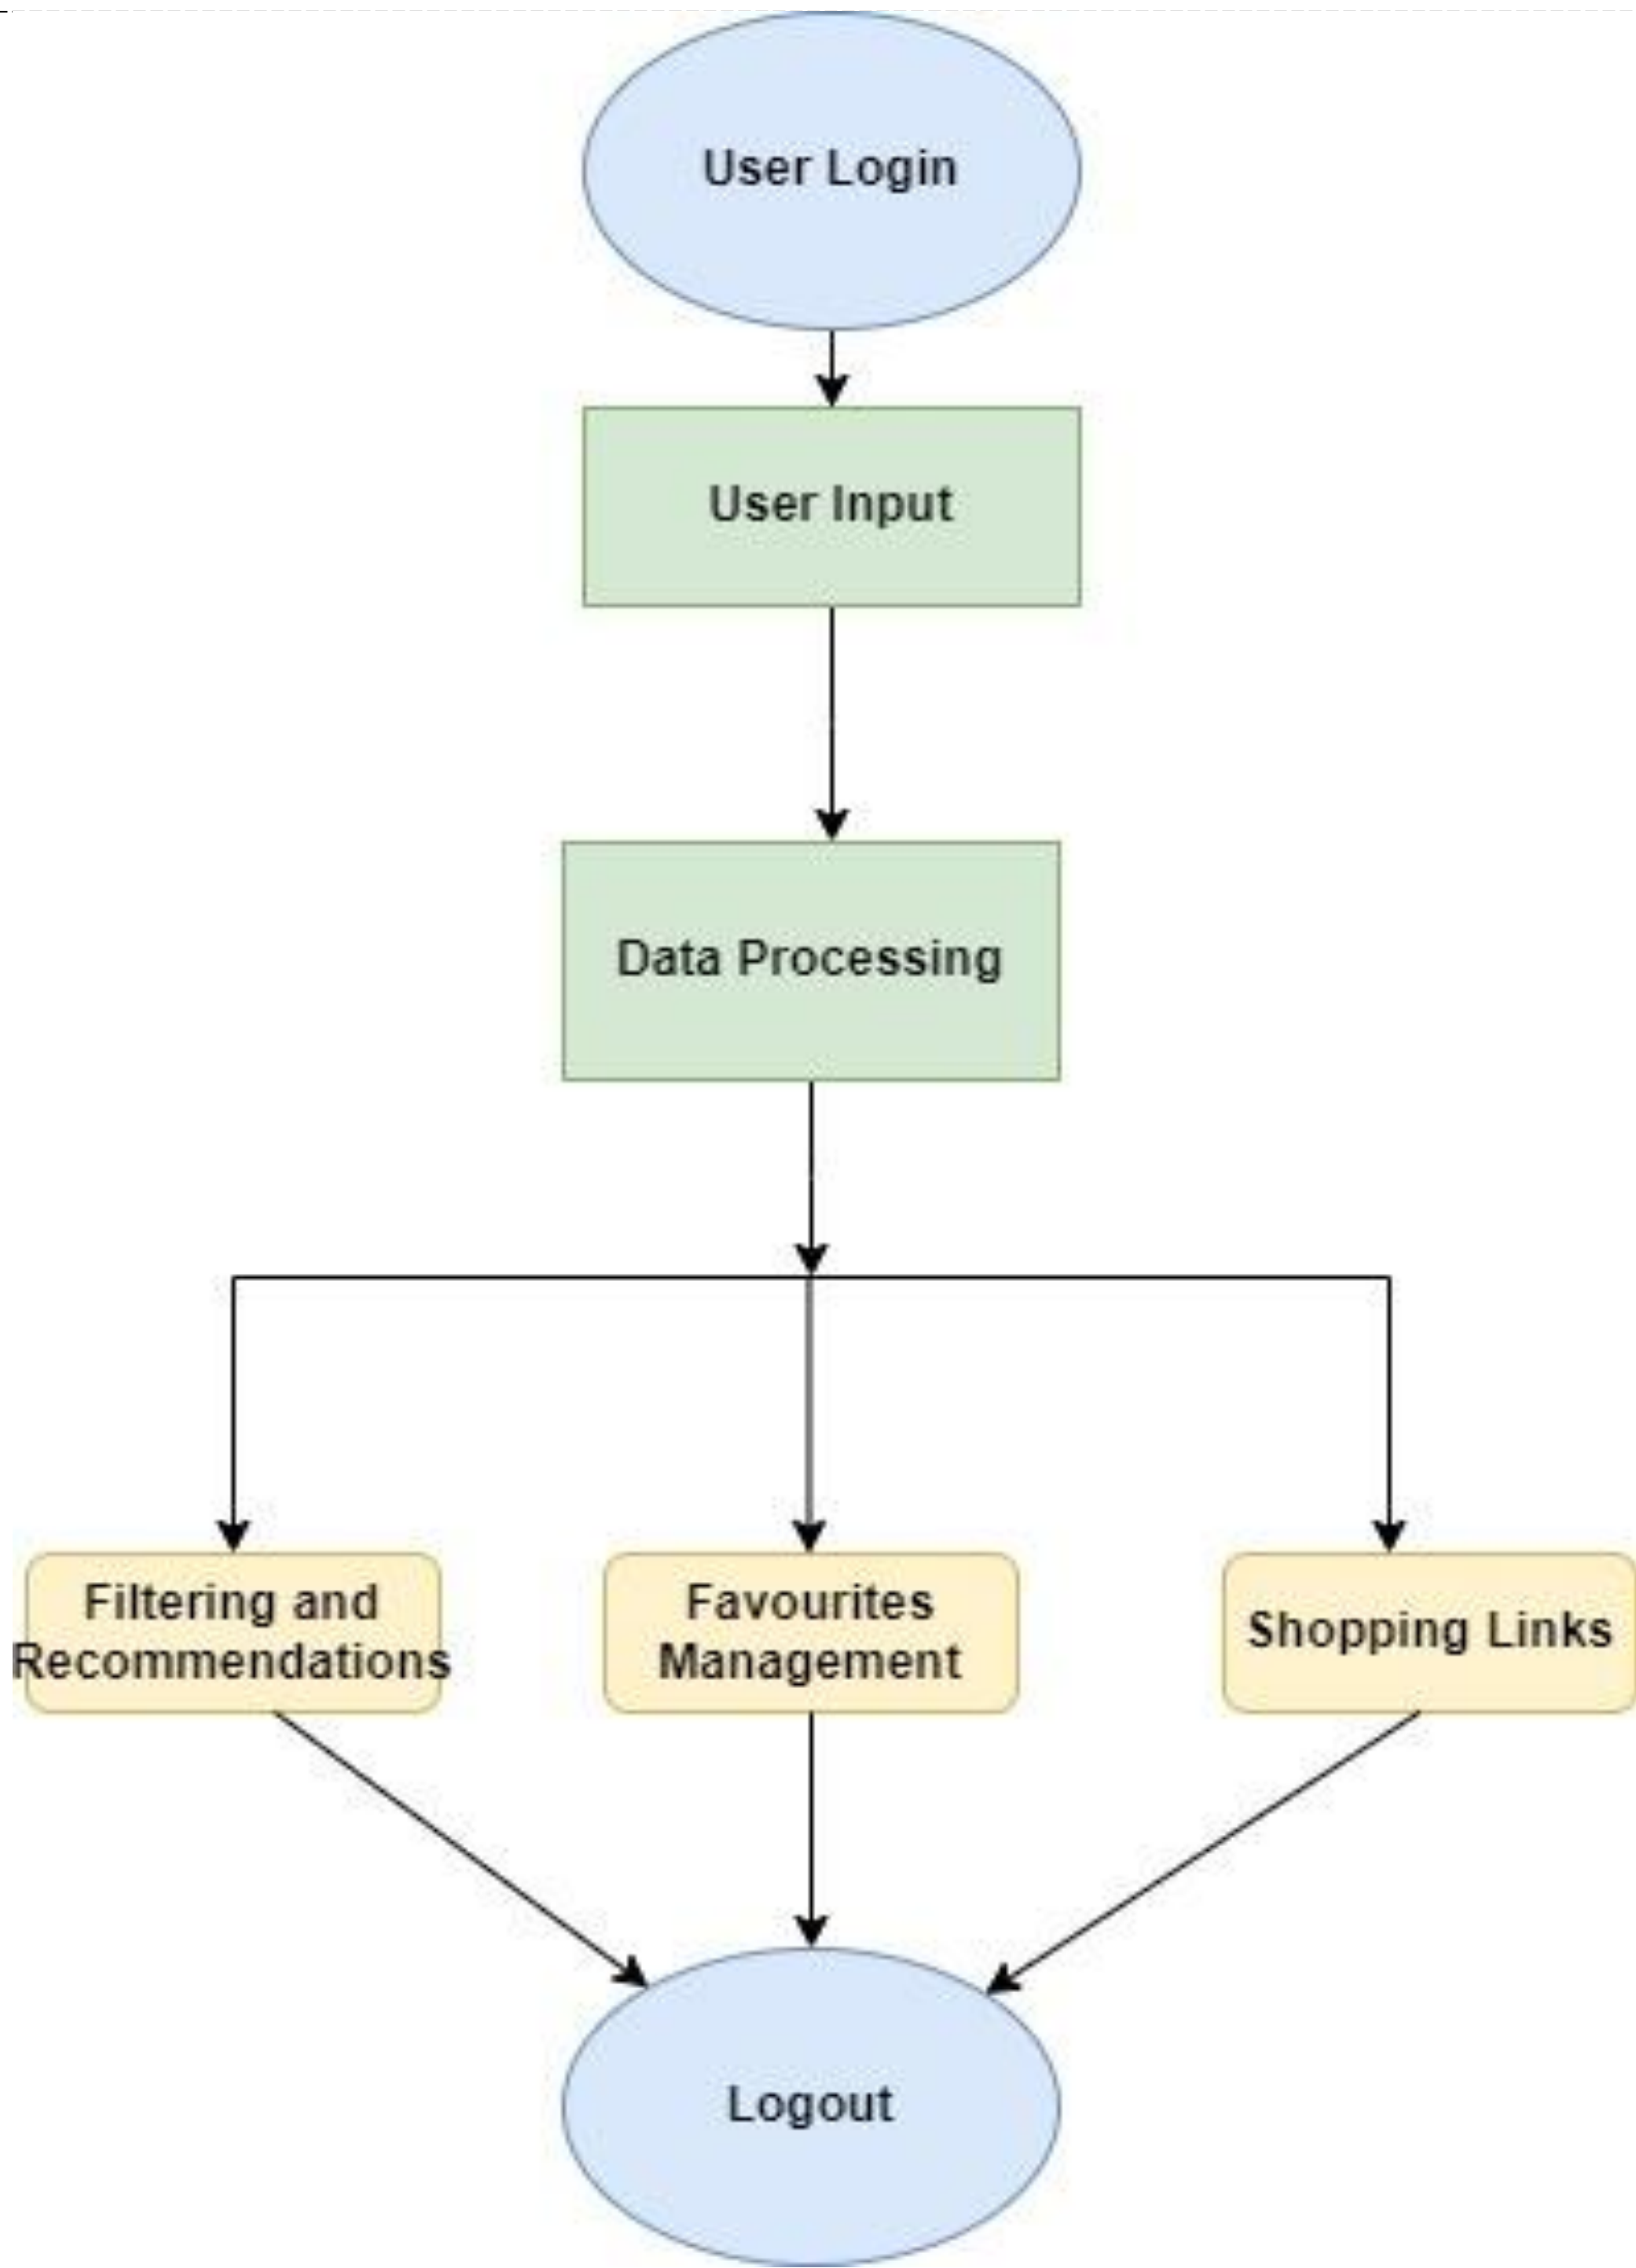 User Login
User Input
Data Processing
Filtering and
Recommendations
Favourites
Management
Shopping Links
Logout